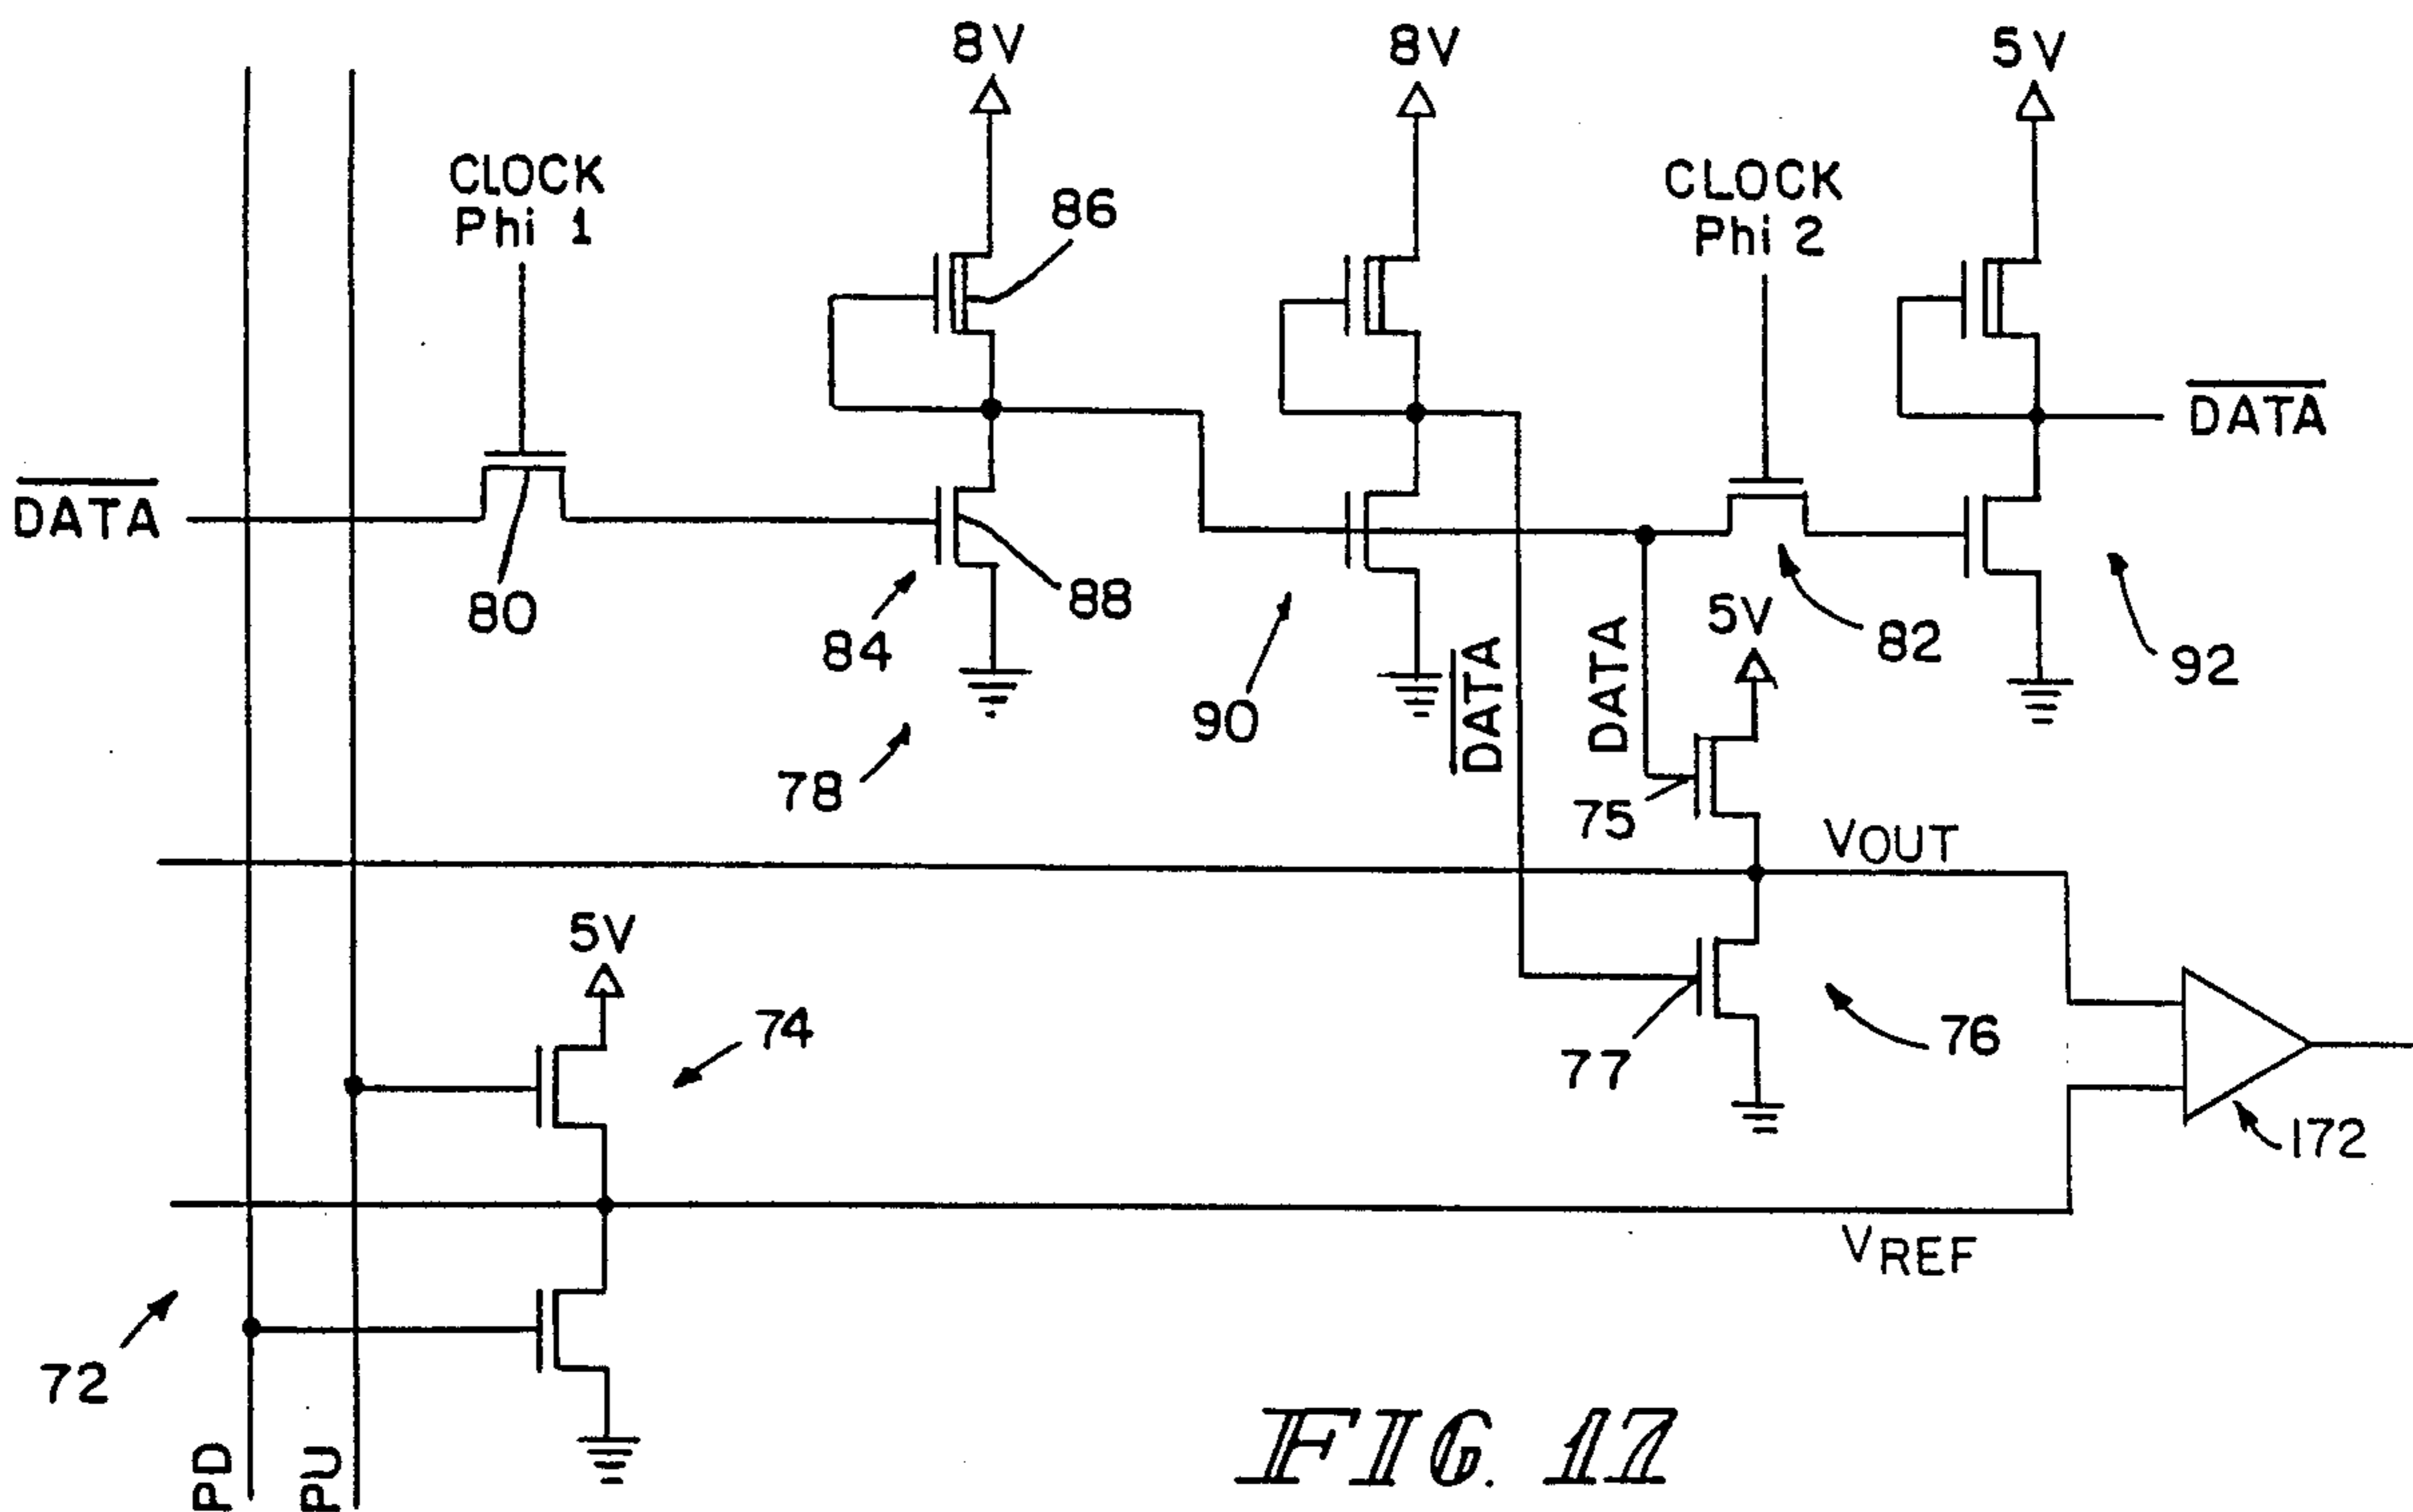 8V
8V
5V
CLOCK
Phi 1
86
CLOCK
Phi 2
DATA
DATA
80
88
84
78
90
DATA
DATA
5V
82
92
75
VOUT
5V
74
77
76
172
VREF
72
PD
PU
FIG. 17